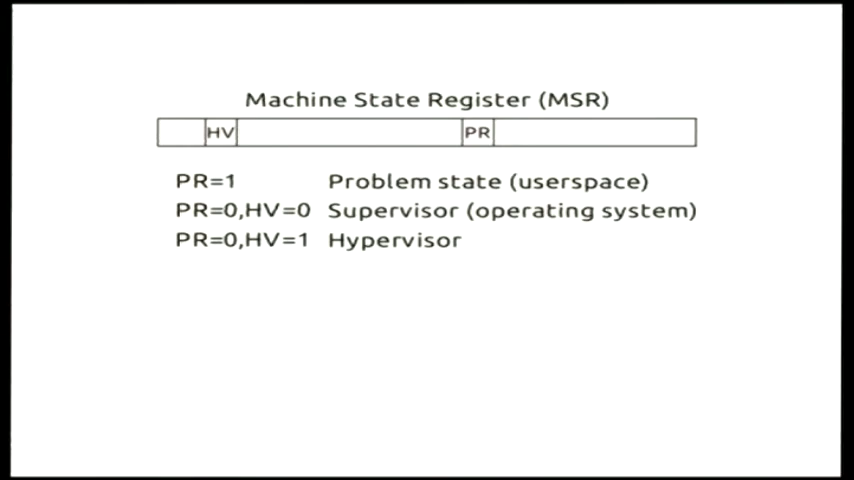 Machine State Register (MSR)
HV PR
PR=1 Problem state (userspace)
PR=0,HV=0 Supervisor (operating system)
PR=0,HV=1 Hypervisor